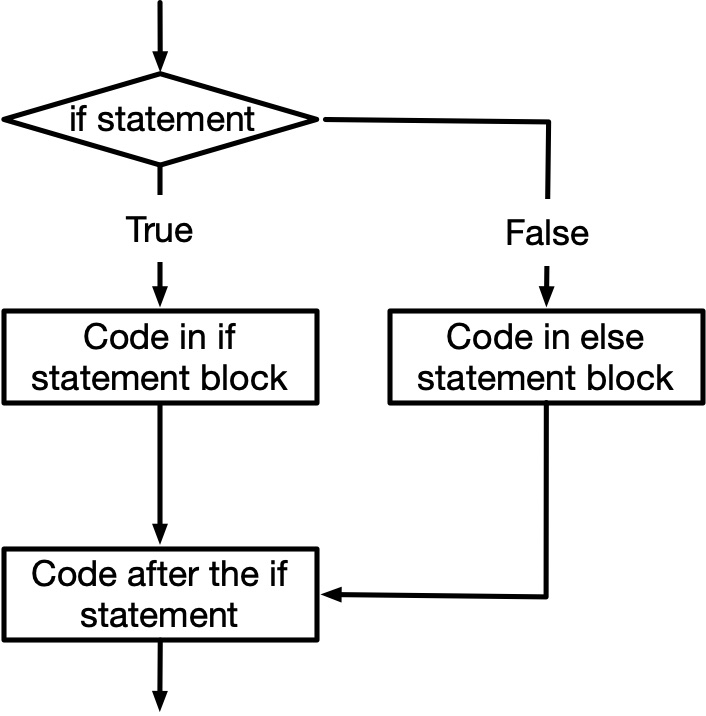 if statement
True
False
Code in if
statement block
Code in else
statement block
Code after the if
statement